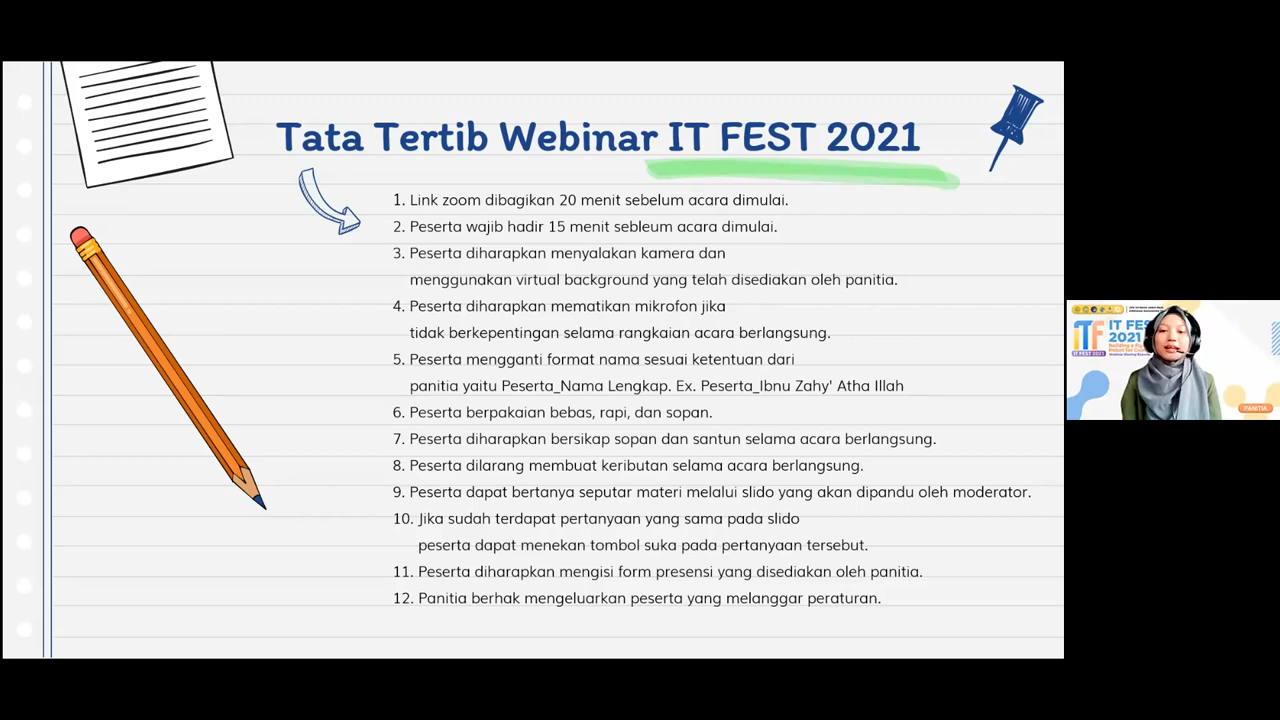 Tata Tertib Webinar IT FEST 2021
1. Link zoom dibagikan 20 menit sebelum acara dimulai.
2. Peserta wajib hadir 15 menit sebleum acara dimulai.
3. Peserta diharapkan menyalakan kamera dan
menggunakan virtual background yang telah disediakan oleh panitia.
4. Peserta diharapkan mematikan mikrofon jika
tidak berkepentingan selama rangkaian acara berlangsung.
5. Peserta mengganti format nama sesuai ketentuan dari
panitia yaitu Peserta_Nama Lengkap. Ex. Peserta_Ibnu Zahy' Atha Illah
6. Peserta berpakaian bebas, rapi, dan sopan.
7. Peserta diharapkan bersikap sopan dan santun selama acara berlangsung.
8. Peserta dilarang membuat keributan selama acara berlangsung.
9. Peserta dapat bertanya seputar materi melalui slido yang akan dipandu oleh moderator.
10. Jika sudah terdapat pertanyaan yang sama pada slido
peserta dapat menekan tombol suka pada pertanyaan tersebut.
11. Peserta diharapkan mengisi form presensi yang disediakan oleh panitia.
12. Panitia berhak mengeluarkan peserta yang melanggar peraturan.
ITF
IT FEST 2021
IT FES
2021
PANITIA